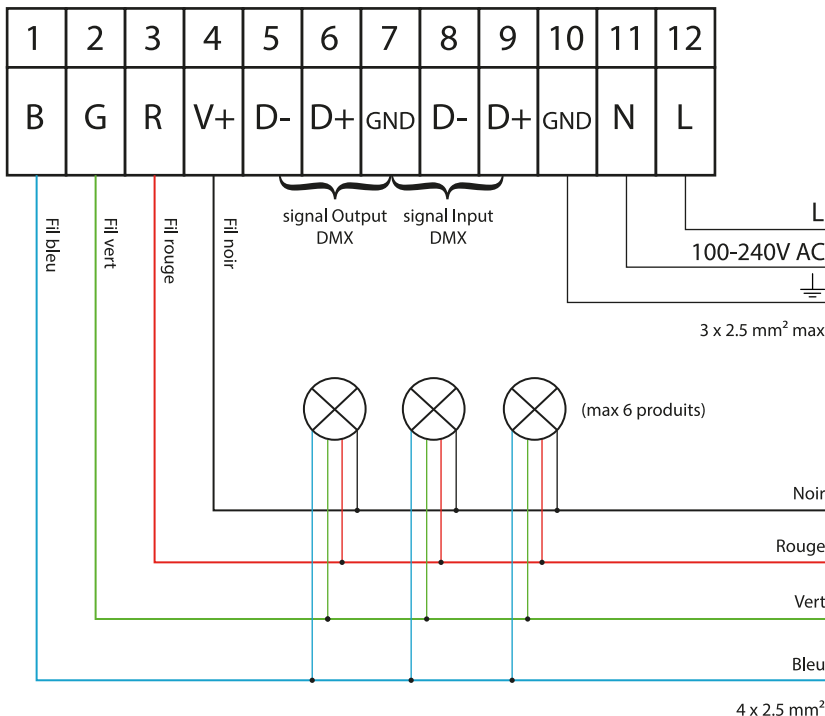 1 2 3 4 5 6 7 8 9 10 11 12
B G R V+ D- D+ GND D- D+ GND N L
Fil bleu
Fil vert
Fil rouge
Fil noir
signal Output
DMX
signal Input
DMX
L
100-240V AC
3 x 2.5 mm² max
(max 6 produits)
Noir
Rouge
Vert
Bleu
4 x 2.5 mm²